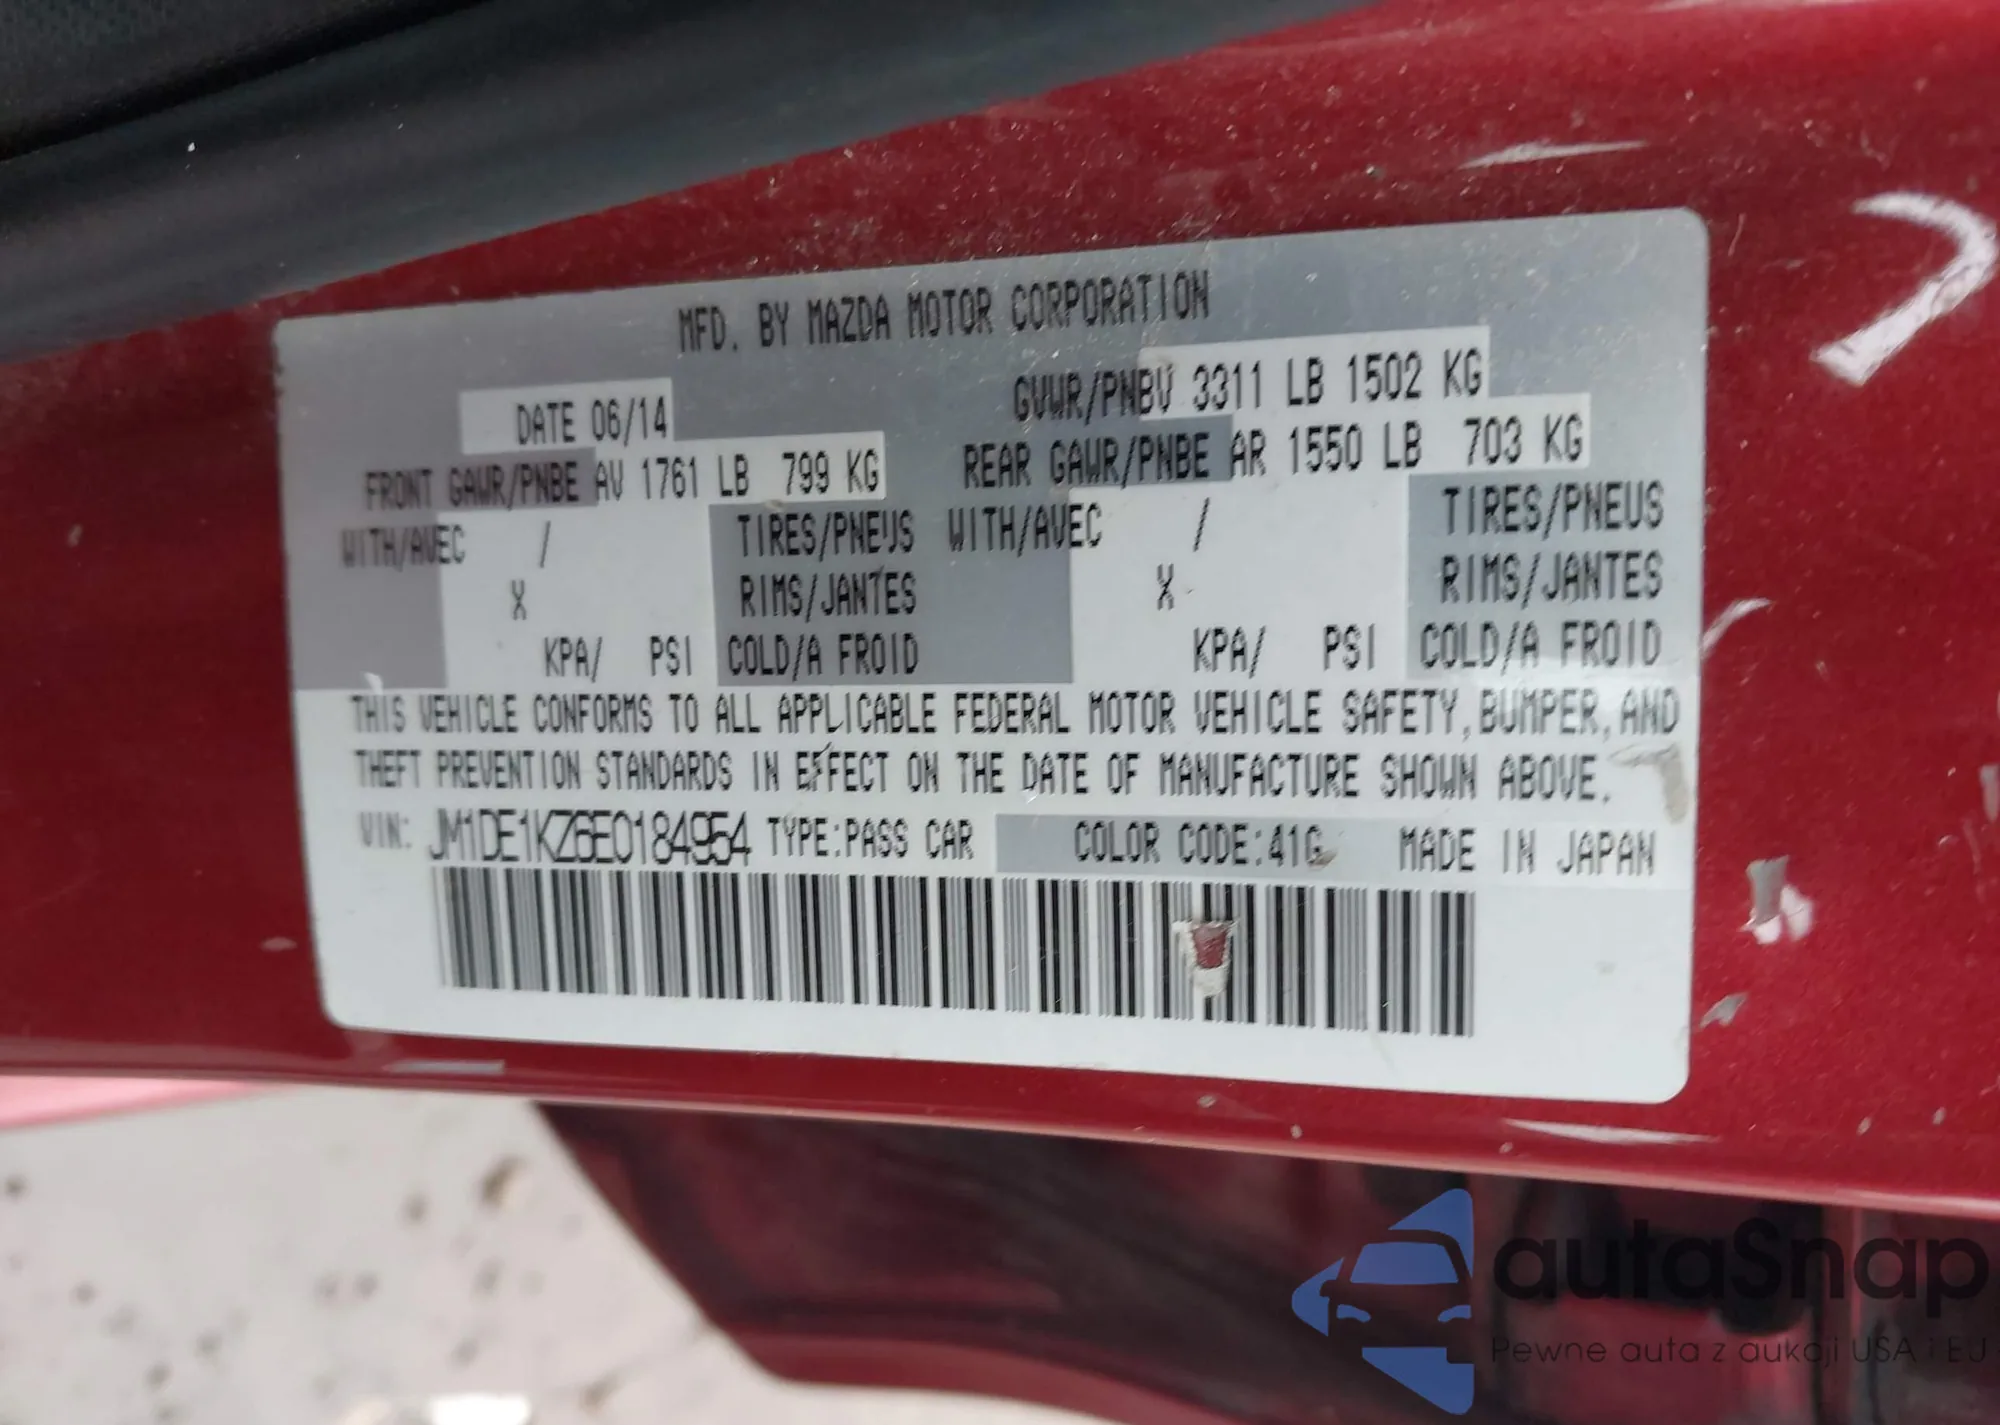 MFD. BY MAZDA MOTOR CORPORATION
DATE 06/14 GVWR/PNBV 3311 LB 1502 KG
FRONT GAWR/PNBE AV 1761 LB 799 KG REAR GAWR/PNBE AR 1550 LB 703 KG
WITH/AVEC / TIRES/PNEUS WITH/AVEC / TIRES/PNEUS
X RIMS/JANTES X RIMS/JANTES
KPA/ PSI COLD/A FROID KPA/ PSI COLD/A FROID
THIS VEHICLE CONFORMS TO ALL APPLICABLE FEDERAL MOTOR VEHICLE SAFETY, BUMPER, AND
THEFT PREVENTION STANDARDS IN EFFECT ON THE DATE OF MANUFACTURE SHOWN ABOVE.
VIN: JM1DE1KZ6E0184954 TYPE:PASS CAR COLOR CODE:41G MADE IN JAPAN
autaSnap
Pewne auta z aukcji USA i EU